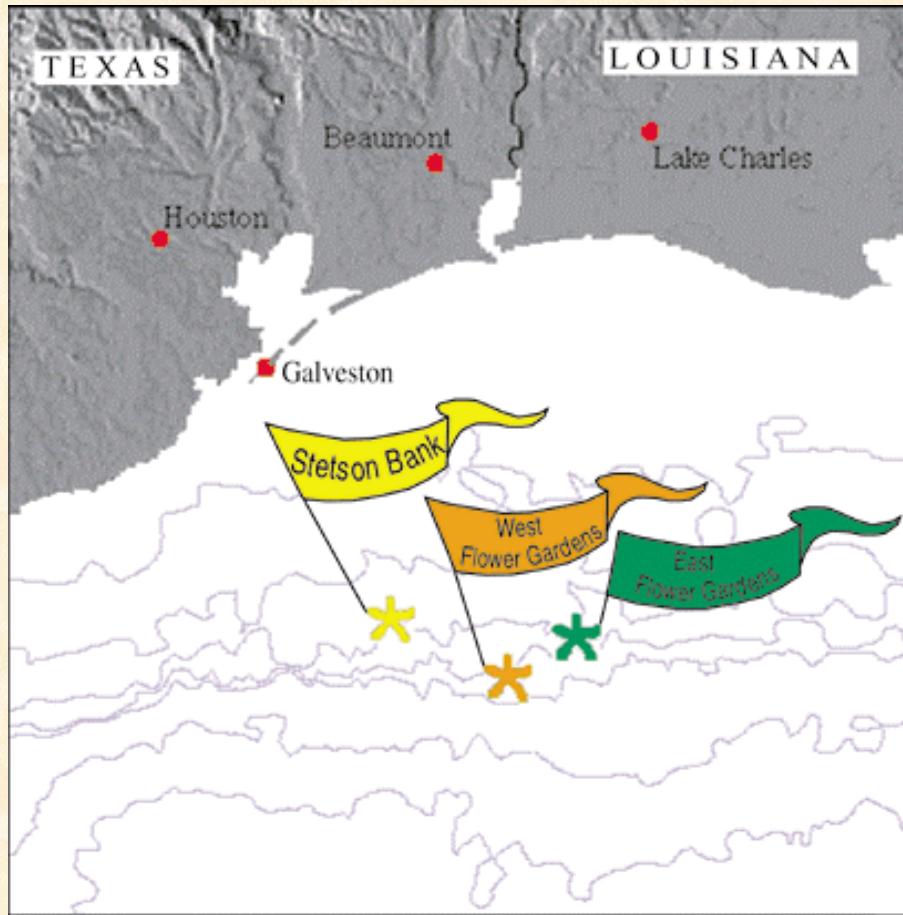 TEXAS
LOUISIANA
Beaumont
Lake Charles
Houston
Galveston
Stetson Bank
West
Flower Gardens
East
Flower Gardens